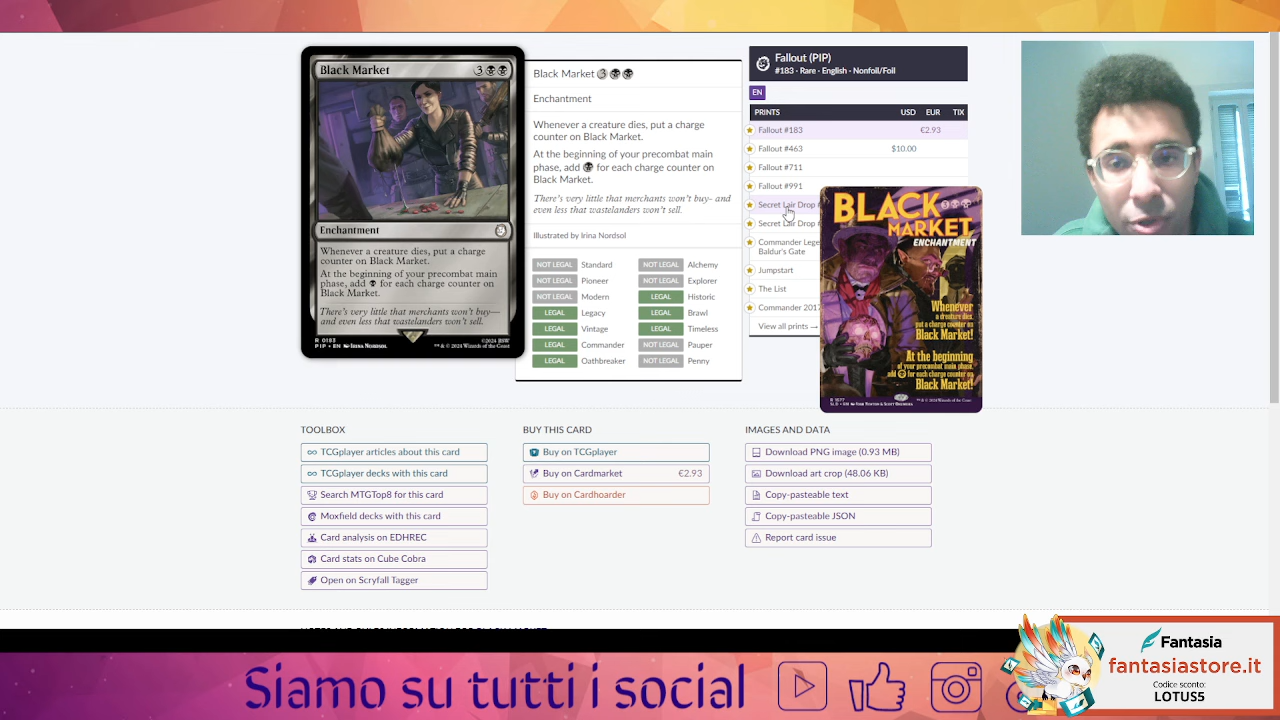 Black Market 3
Enchantment
Whenever a creature dies, put a charge
counter on Black Market.
At the beginning of your precombat main
phase, add for each charge counter on
Black Market.
There's very little that merchants won't buy—
and even less that wastelanders won't sell.
R 0183
PIP • EN Irina Nordsol
™ & © 2024 Wizards of the Coast
Black Market 3
Enchantment
Whenever a creature dies, put a charge
counter on Black Market.
At the beginning of your precombat main
phase, add for each charge counter on
Black Market.
There's very little that merchants won't buy- and
even less that wastelanders won't sell.
Illustrated by Irina Nordsol
NOT LEGAL Standard NOT LEGAL Alchemy
NOT LEGAL Pioneer NOT LEGAL Explorer
NOT LEGAL Modern LEGAL Historic
LEGAL Legacy LEGAL Brawl
LEGAL Vintage LEGAL Timeless
LEGAL Commander NOT LEGAL Pauper
LEGAL Oathbreaker NOT LEGAL Penny
Fallout (PIP)
#183 · Rare · English · Nonfoil/Foil
EN
PRINTS USD EUR TIX
Fallout #183 €2.93
Fallout #463 $10.00
Fallout #711
Fallout #991
Secret Lair Drop
Secret Lair Drop
Commander Lege
Baldur's Gate
Jumpstart
The List
Commander 2017
View all prints →
BLACK
MARKET
ENCHANTMENT
Whenever
a creature dies,
put a charge counter on
Black Market!
At the beginning
of your precombat main phase,
add for each charge counter on
Black Market!
TOOLBOX
TCGplayer articles about this card
TCGplayer decks with this card
Search MTGTop8 for this card
Moxfield decks with this card
Card analysis on EDHREC
Card stats on Cube Cobra
Open on Scryfall Tagger
BUY THIS CARD
Buy on TCGplayer
Buy on Cardmarket €2.93
Buy on Cardhoarder
IMAGES AND DATA
Download PNG image (0.93 MB)
Download art crop (48.06 KB)
Copy-pasteable text
Copy-pasteable JSON
Report card issue
Siamo su tutti i social
Fantasia
fantasiastore.it
Codice sconto:
LOTUS5